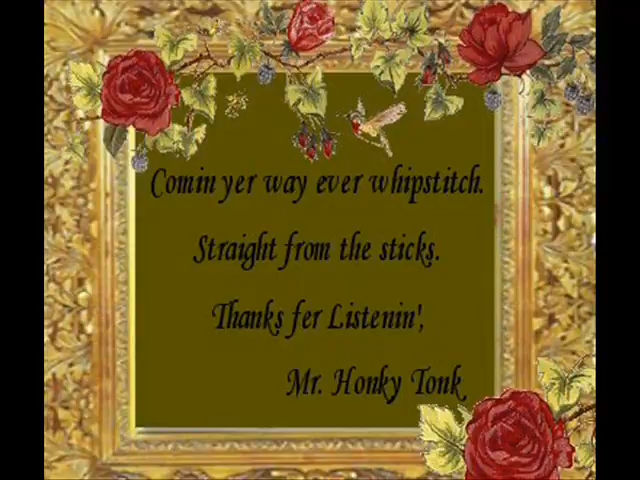 Comin yer way ever whipstitch.
Straight from the sticks.
Thanks fer Listenin',
Mr. Honky Tonk